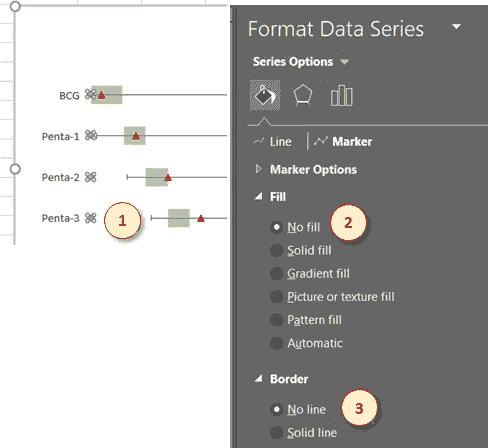 Format Data Series
Series Options
Line
Marker
Marker Options
Fill
No fill
Solid fill
Gradient fill
Picture or texture fill
Pattern fill
Automatic
Border
No line
Solid line
BCG
Penta-1
Penta-2
Penta-3
1
2
3